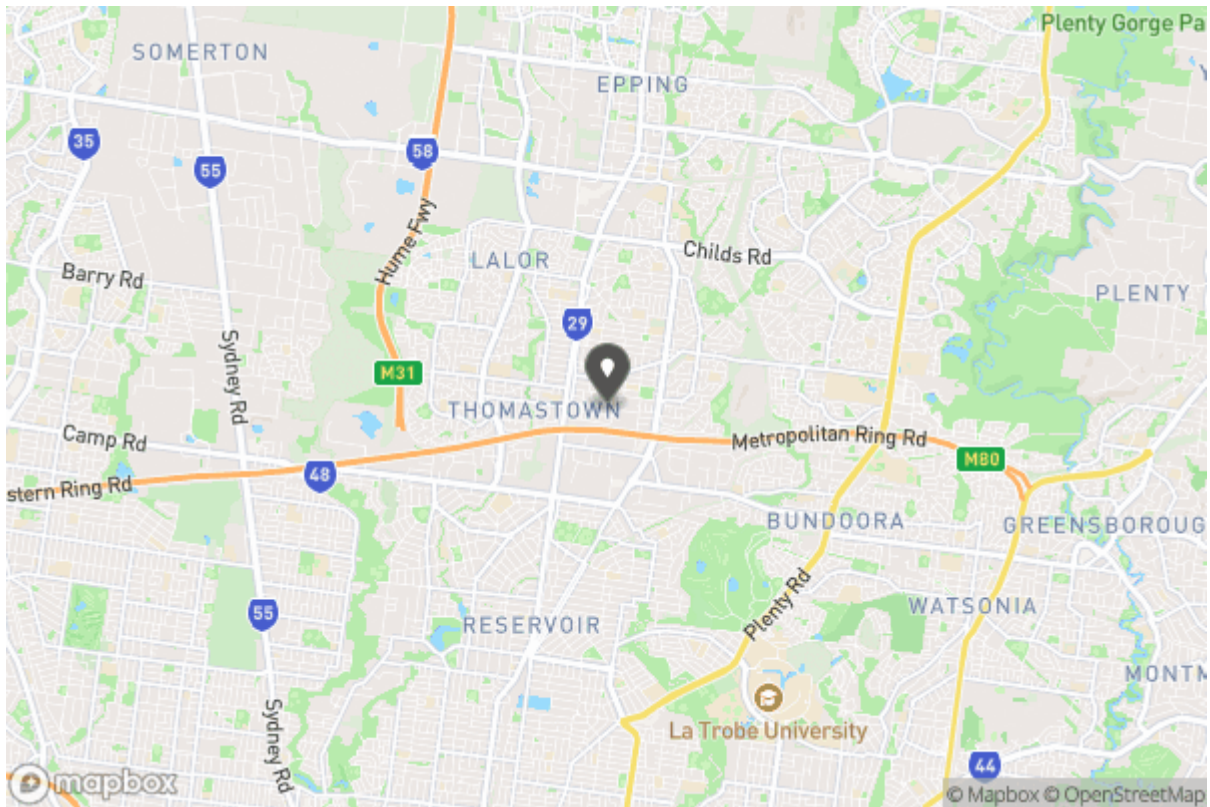 Plenty Gorge Pa
SOMERTON
EPPING
35
58
55
Hume Fwy
Childs Rd
LALOR
Barry Rd
PLENTY
29
Sydney Rd
M31
THOMASTOWN
Camp Rd
Metropolitan Ring Rd
M80
48
stern Ring Rd
BUNDOORA
GREENSBOROUG
Plenty Rd
WATSONIA
55
RESERVOIR
MONTM
Sydney Rd
La Trobe University
44
mapbox
© Mapbox © OpenStreetMap